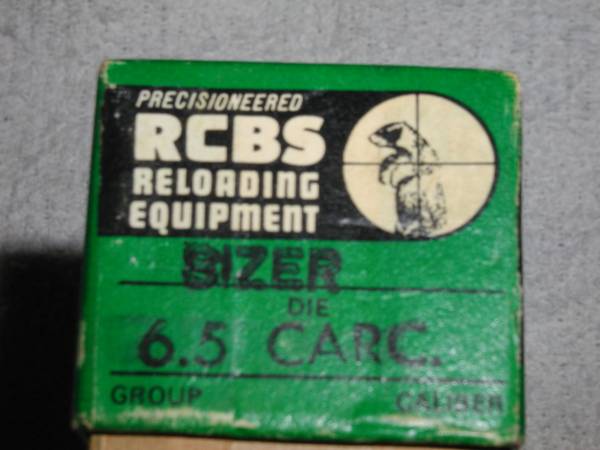 PRECISIONEERED
RCBS
RELOADING
EQUIPMENT
SIZER
DIE
6.5 CARC.
GROUP CALIBER